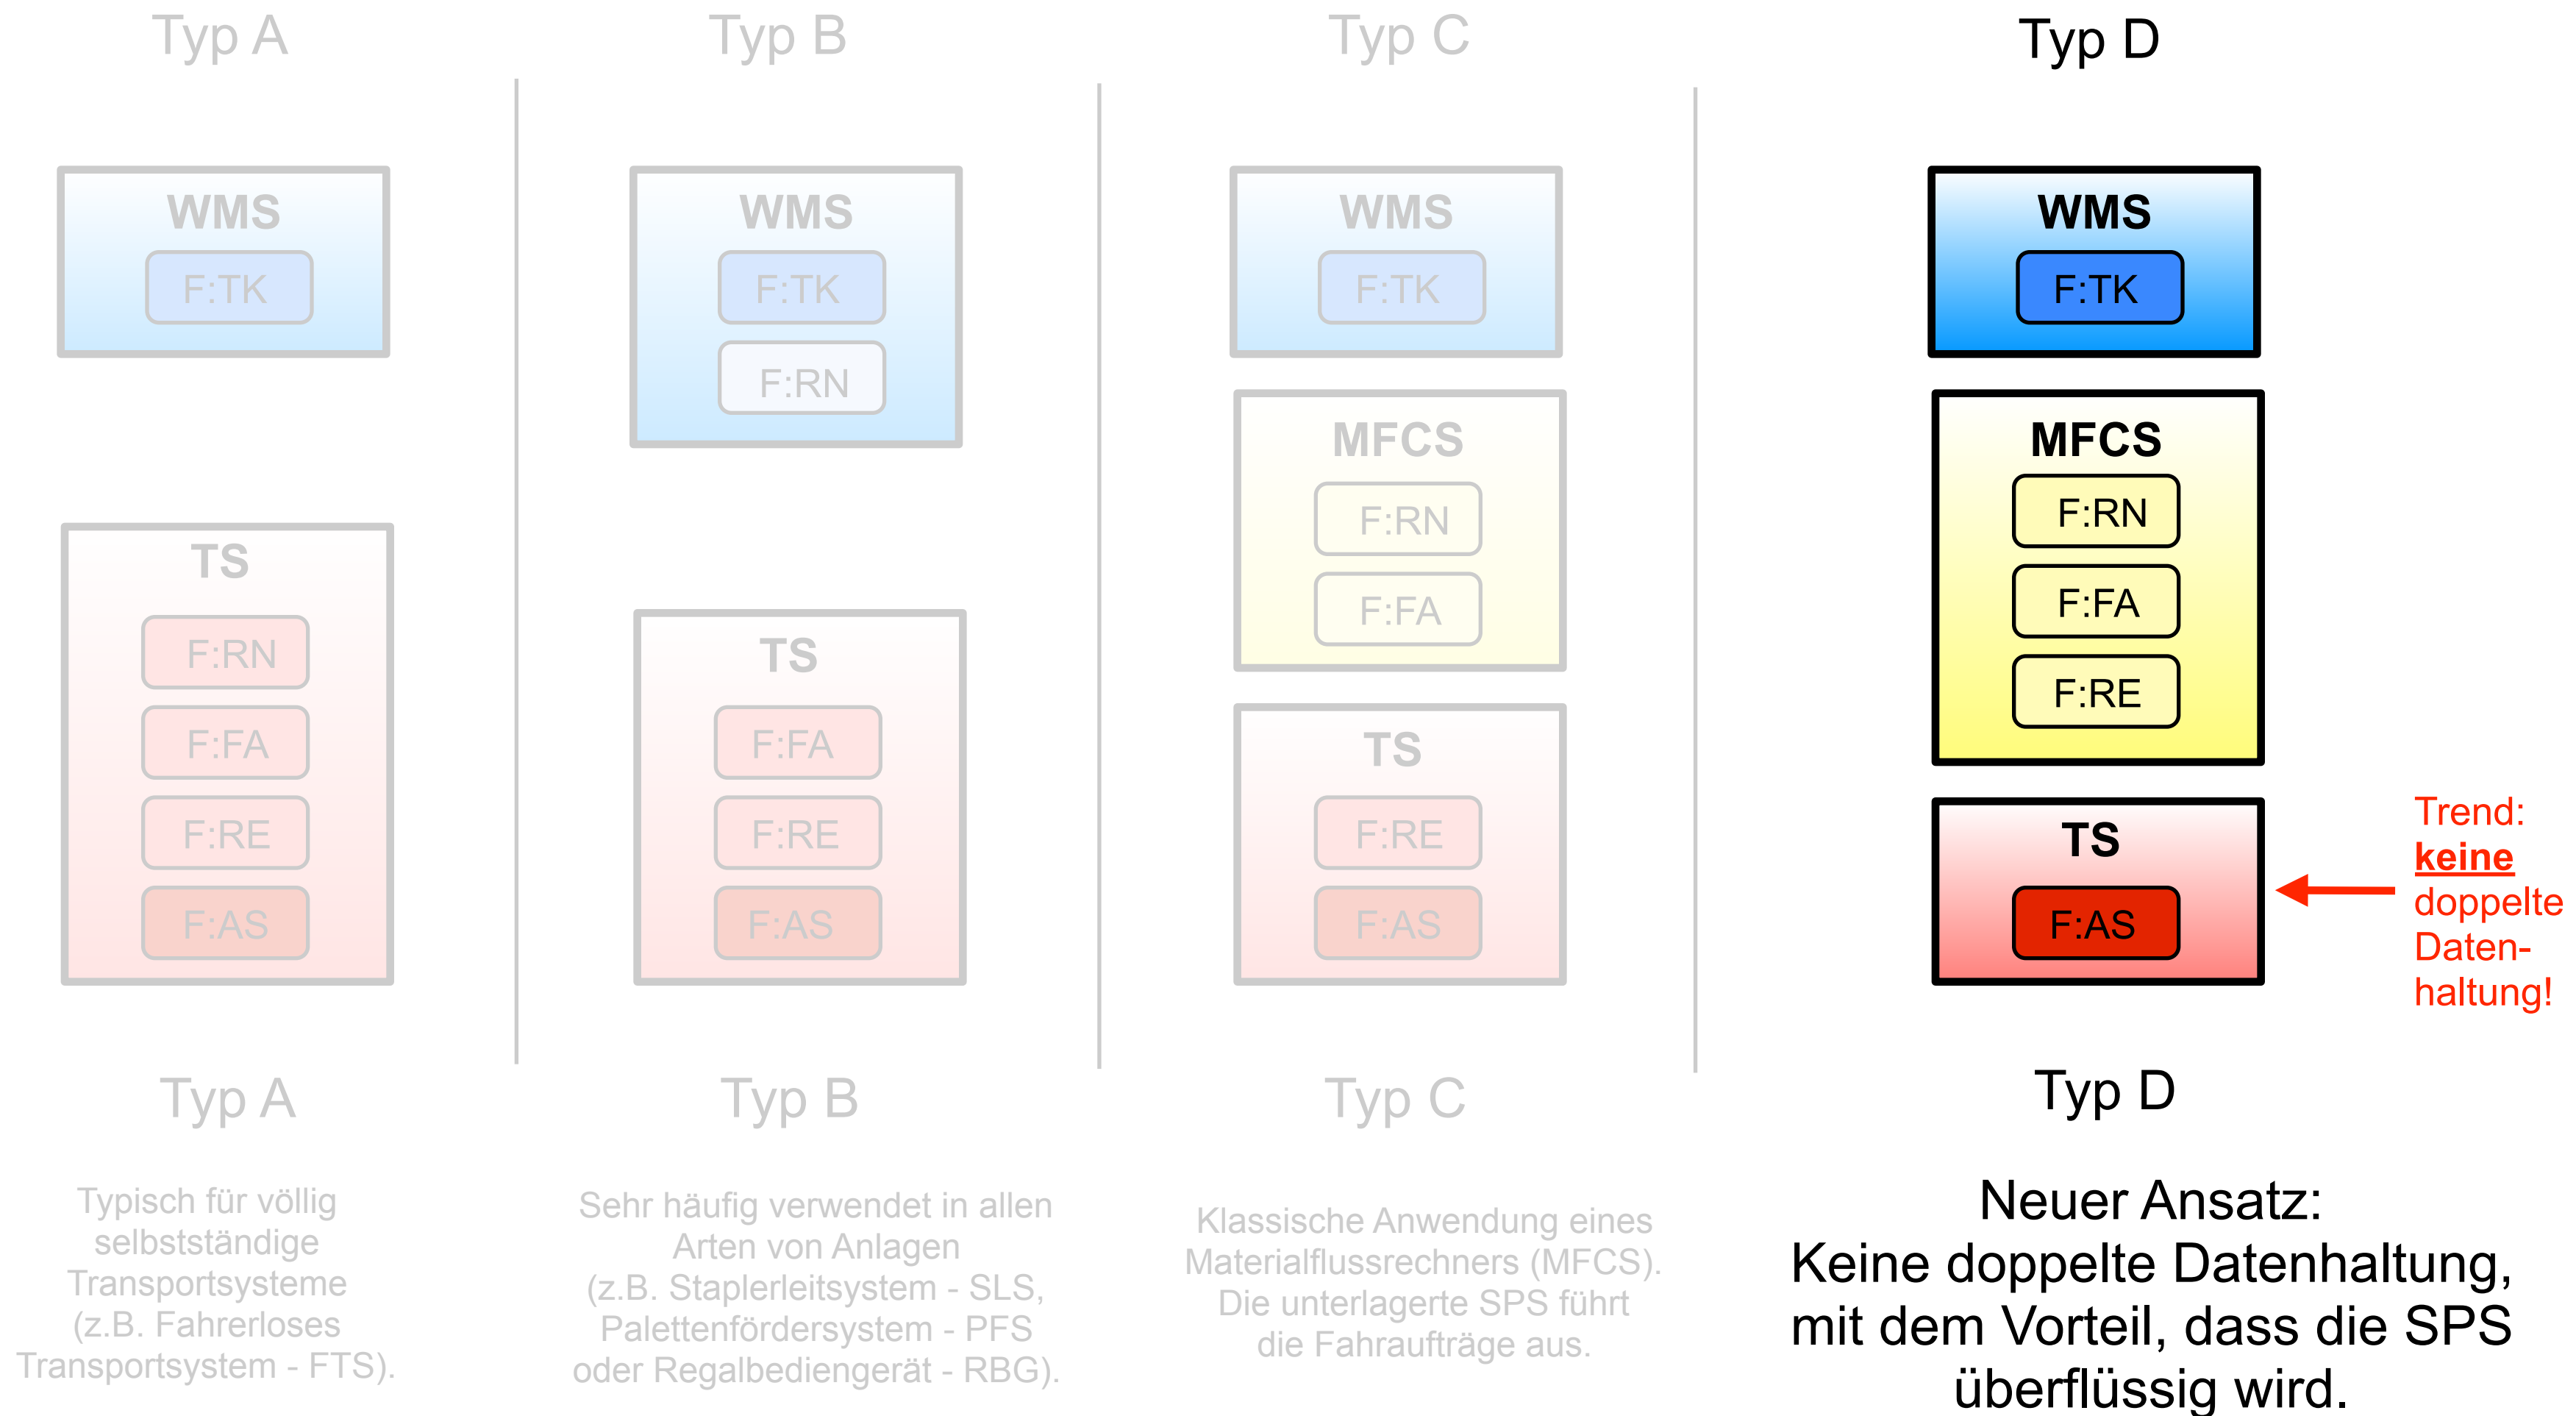 Typ A
WMS
F:TK
TS
F:RN
F:FA
F:RE
F:AS
Typ A
Typisch für völlig
selbstständige
Transportsysteme
(z.B. Fahrerloses
Transportsystem - FTS).
Typ B
WMS
F:TK
F:RN
TS
F:FA
F:RE
F:AS
Typ B
Sehr häufig verwendet in allen
Arten von Anlagen
(z.B. Staplerleitsystem - SLS,
Palettenfördersystem - PFS
oder Regalbediengerät - RBG).
Typ C
WMS
F:TK
MFCS
F:RN
F:FA
TS
F:RE
F:AS
Typ C
Klassische Anwendung eines
Materialflussrechners (MFCS).
Die unterlagerte SPS führt
die Fahraufträge aus.
Typ D
WMS
F:TK
MFCS
F:RN
F:FA
F:RE
TS
F:AS
Trend:
keine
doppelte
Daten-
haltung!
Typ D
Neuer Ansatz:
Keine doppelte Datenhaltung,
mit dem Vorteil, dass die SPS
überflüssig wird.